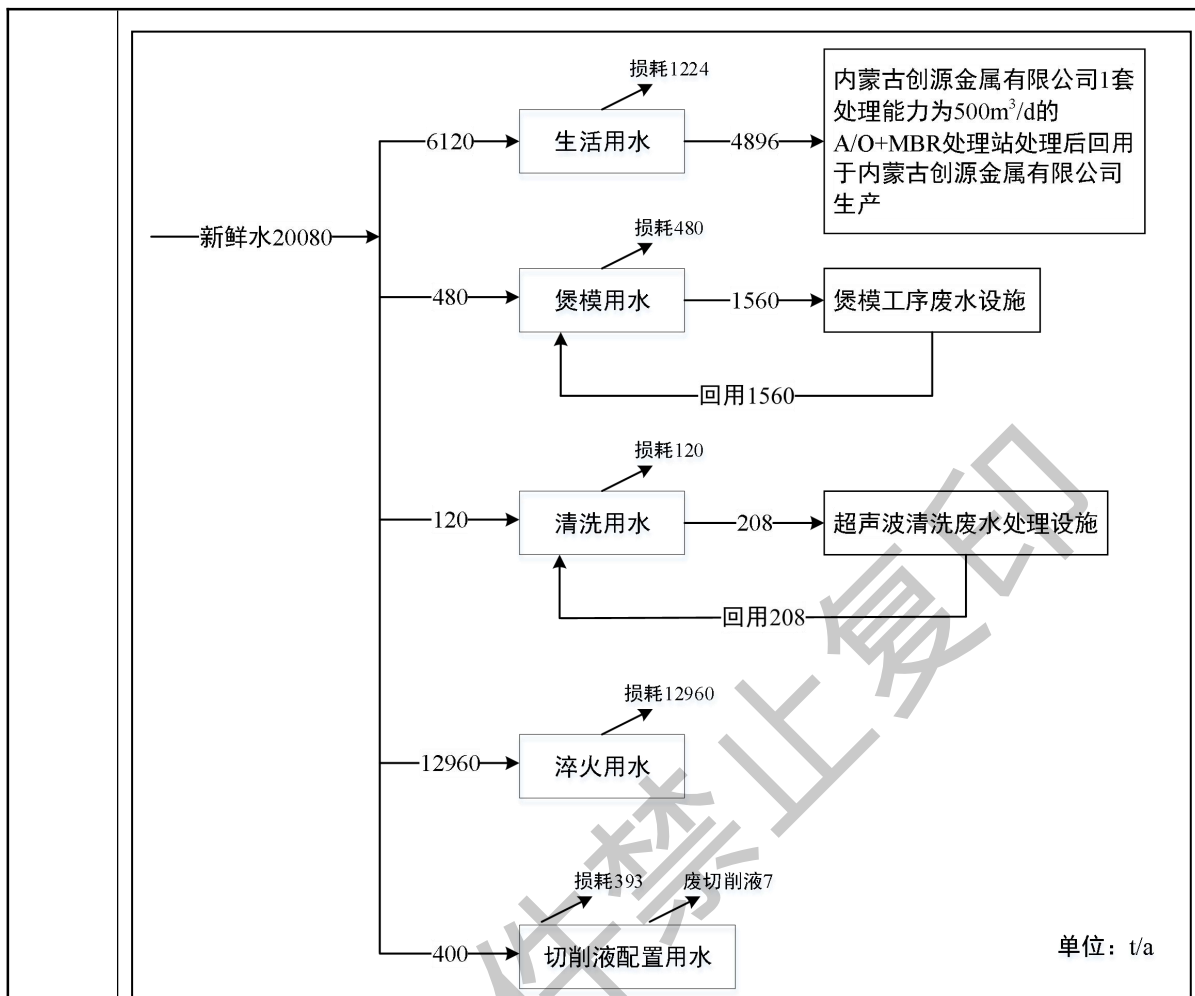 损耗1224
内蒙古创源金属有限公司1套
处理能力为500m³/d的
A/O+MBR处理站处理后回用
于内蒙古创源金属有限公司
生产
6120
生活用水
4896
新鲜水20080
损耗480
480
煲模用水
1560
煲模工序废水设施
回用1560
损耗120
120
清洗用水
208
超声波清洗废水处理设施
回用208
损耗12960
12960
淬火用水
损耗393
废切削液7
400
切削液配置用水
单位：t/a
件禁止复印